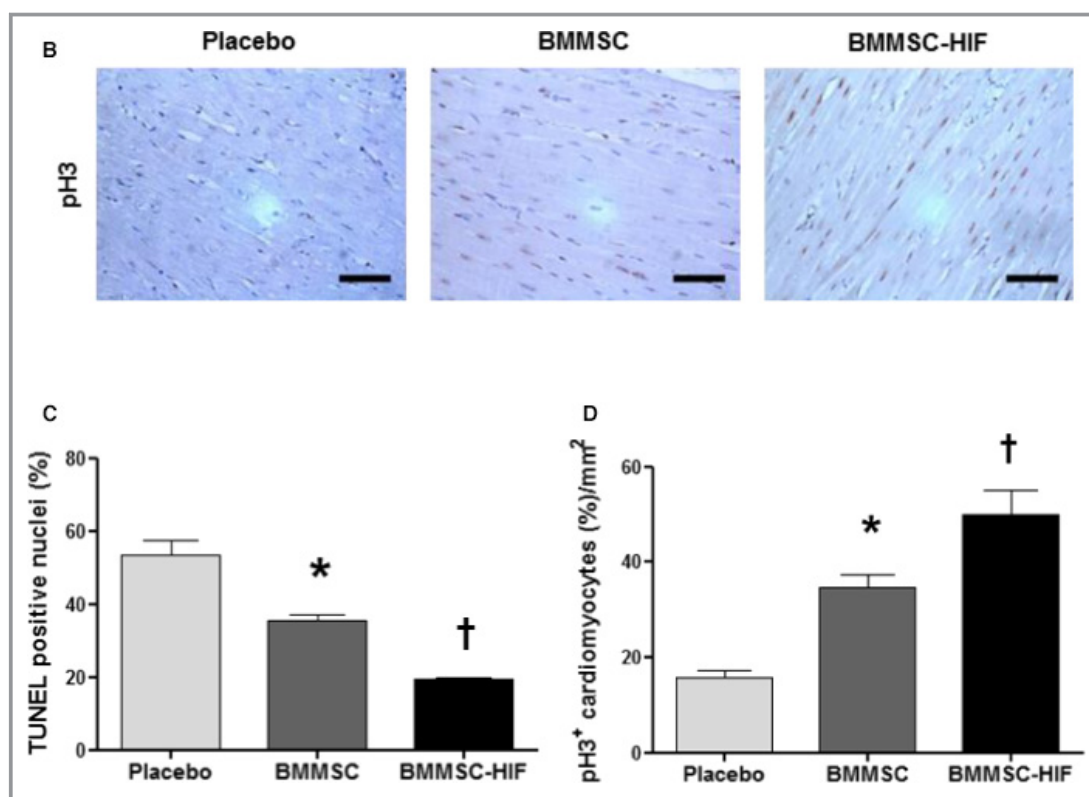 B
Placebo
BMMSC
BMMSC-HIF
pH3
C
TUNEL positive nuclei (%)
80
60
40
20
0
*
†
Placebo
BMMSC
BMMSC-HIF
D
pH3⁺ cardiomyocytes (%)/mm²
60
40
20
0
*
†
Placebo
BMMSC
BMMSC-HIF